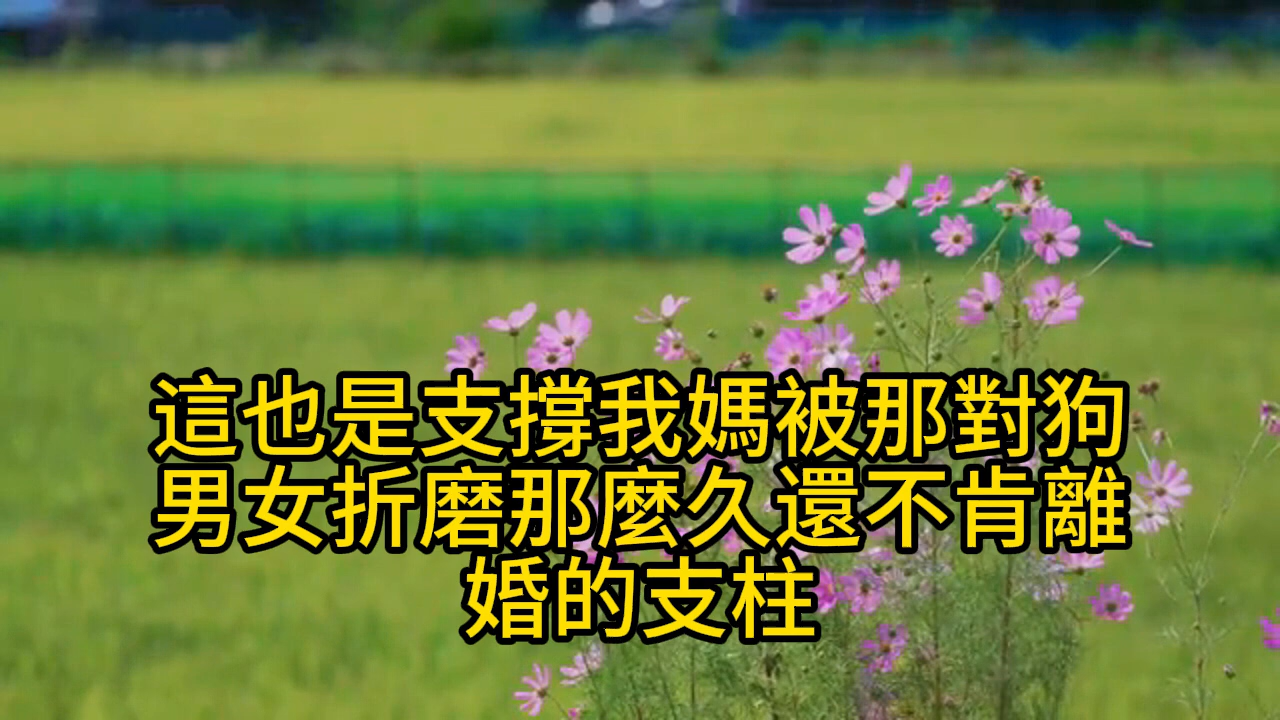 這也是支撐我媽被那對狗
男女折磨那麼久還不肯離
婚的支柱